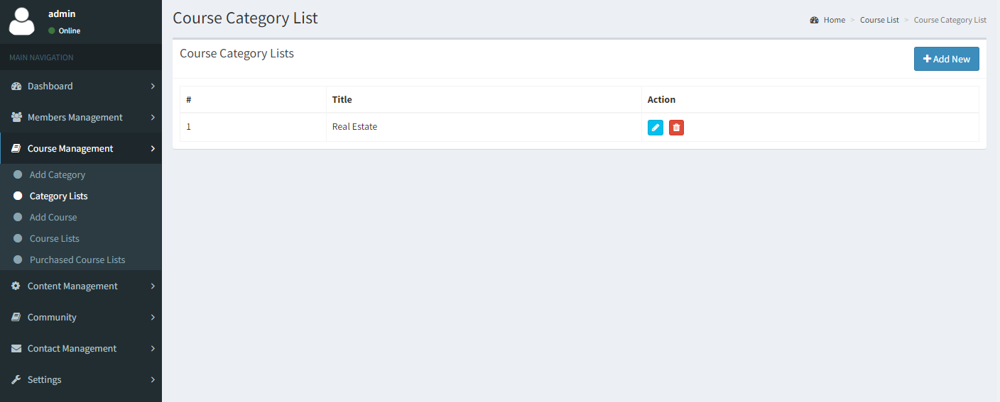 admin
Online
MAIN NAVIGATION
Dashboard
Members Management
Course Management
Add Category
Category Lists
Add Course
Course Lists
Purchased Course Lists
Content Management
Community
Contact Management
Settings
Course Category List
Home > Course List > Course Category List
Course Category Lists
Add New
# Title Action
1 Real Estate